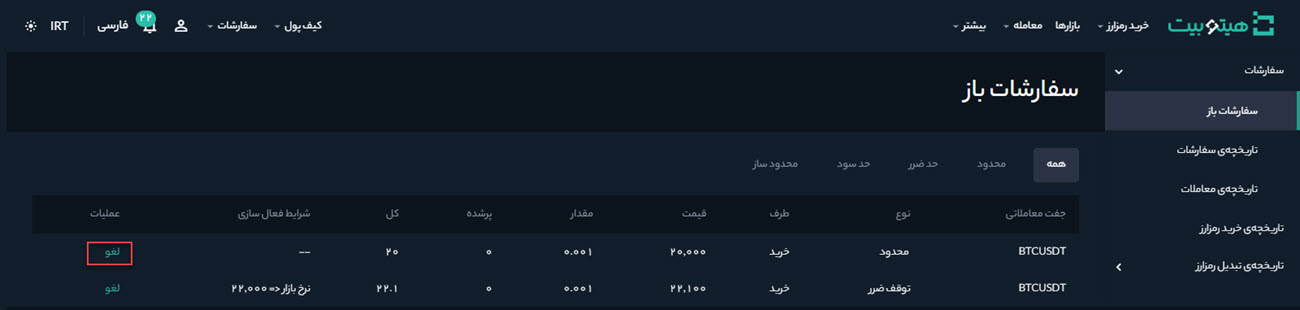 هیتوبیت خرید رمزارز بازارها معامله بیشتر کیف پول سفارشات ۲۲ فارسی IRT
سفارشات
سفارشات باز
تاریخچه‌ی سفارشات
تاریخچه‌ی معاملات
تاریخچه‌ی خرید رمزارز
تاریخچه‌ی تبدیل رمزارز
سفارشات باز
همه محدود حد ضرر حد سود محدود ساز
جفت معاملاتی نوع طرف قیمت مقدار پرشده کل شرایط فعال سازی عملیات
BTCUSDT محدود خرید ۲۰,۰۰۰ ۰.۰۰۱ ۰ ۲۰ -- لغو
BTCUSDT توقف ضرر خرید ۲۲,۱۰۰ ۰.۰۰۱ ۰ ۲۲.۱ نرخ بازار <= ۲۲,۰۰۰ لغو